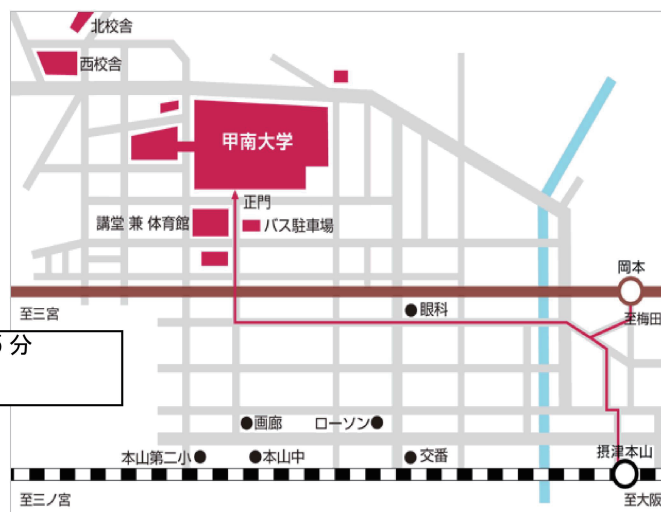 北校舎
西校舎
甲南大学
正門
講堂 兼 体育館
バス駐車場
岡本
至三宮
眼科
至梅田
分
画廊
ローソン
本山第二小
本山中
交番
摂津本山
至三ノ宮
至大阪